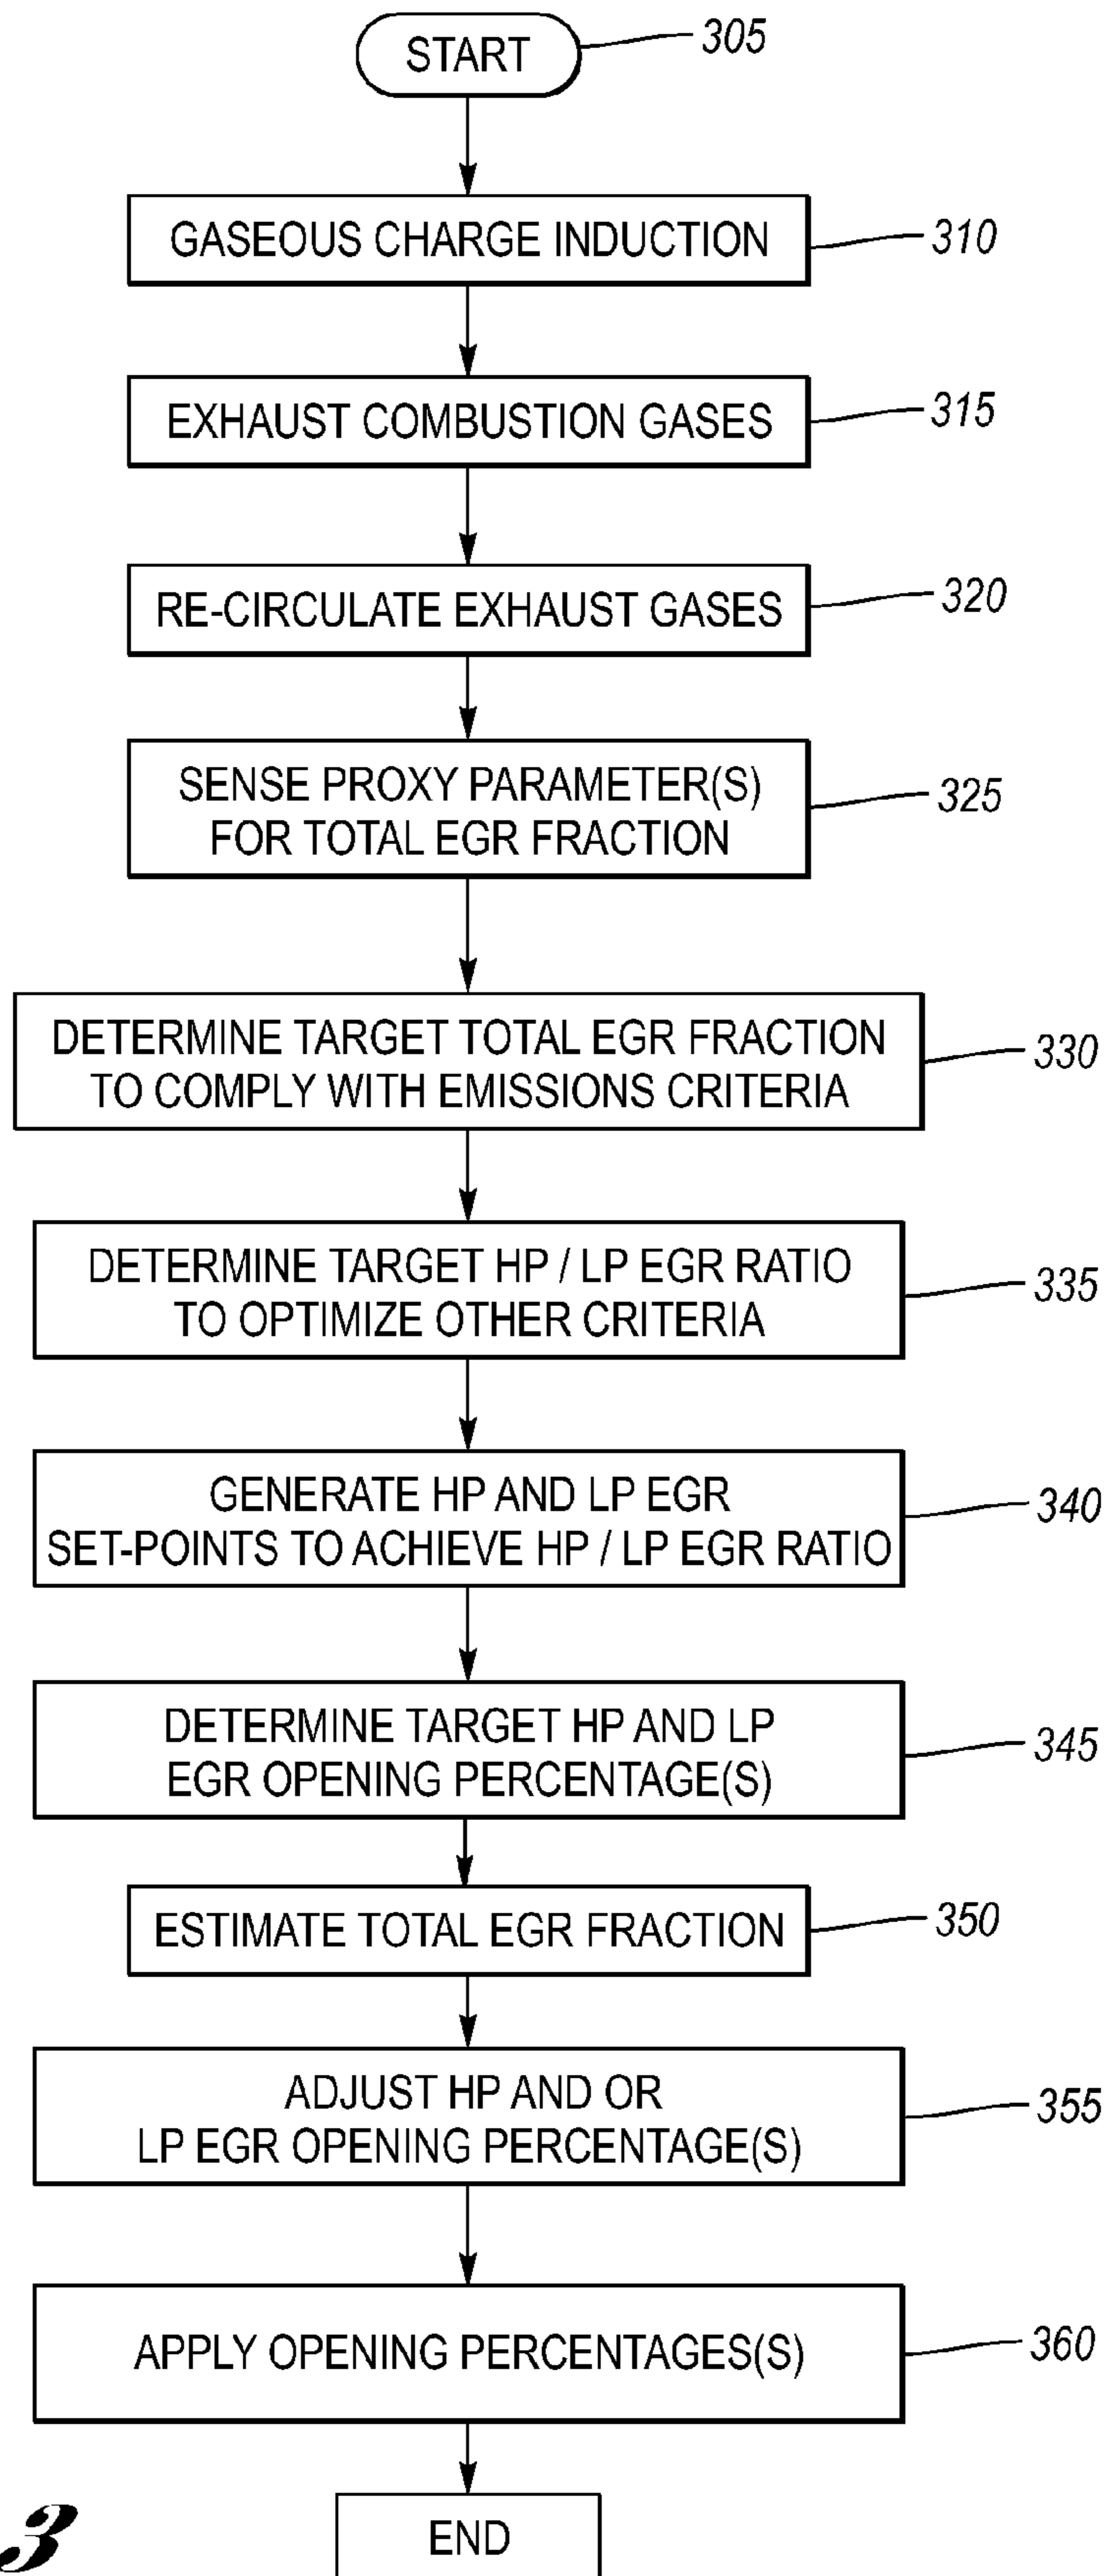 START
305
GASEOUS CHARGE INDUCTION
310
EXHAUST COMBUSTION GASES
315
RE-CIRCULATE EXHAUST GASES
320
SENSE PROXY PARAMETER(S)
FOR TOTAL EGR FRACTION
325
DETERMINE TARGET TOTAL EGR FRACTION
TO COMPLY WITH EMISSIONS CRITERIA
330
DETERMINE TARGET HP / LP EGR RATIO
TO OPTIMIZE OTHER CRITERIA
335
GENERATE HP AND LP EGR
SET-POINTS TO ACHIEVE HP / LP EGR RATIO
340
DETERMINE TARGET HP AND LP
EGR OPENING PERCENTAGE(S)
345
ESTIMATE TOTAL EGR FRACTION
350
ADJUST HP AND OR
LP EGR OPENING PERCENTAGE(S)
355
APPLY OPENING PERCENTAGES(S)
360
END
3